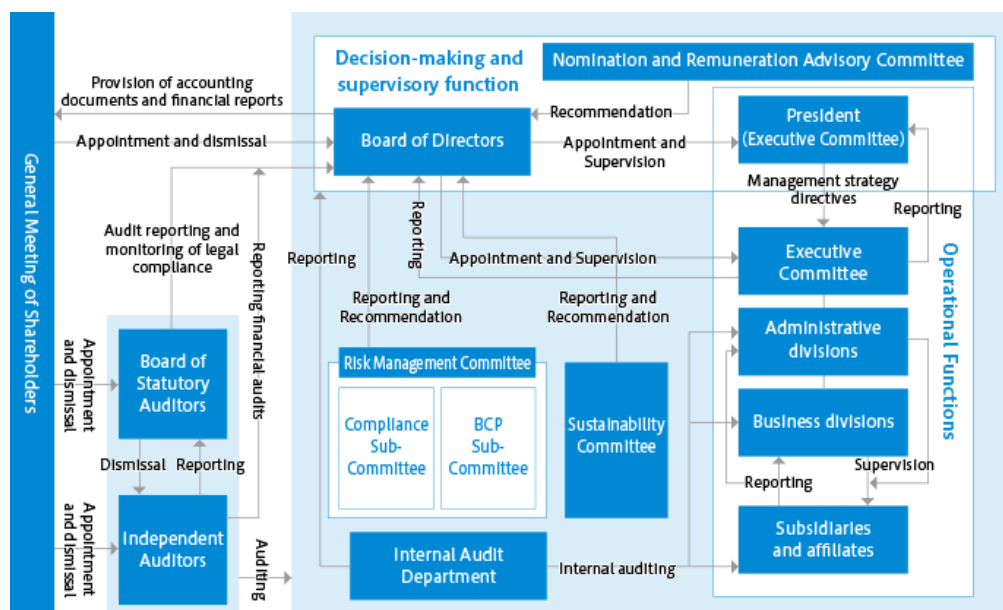 General Meeting of Shareholders
Decision-making and
supervisory function
Nomination and Remuneration Advisory Committee
Provision of accounting
documents and financial reports
Recommendation
Appointment and dismissal
Board of Directors
Appointment and
Supervision
President
(Executive Committee)
Management strategy
directives
Reporting
Operational Functions
Audit reporting and
monitoring of legal
compliance
Reporting financial audits
Reporting
Reporting
Appointment and Supervision
Executive
Committee
Reporting and
Recommendation
Reporting and
Recommendation
Administrative
divisions
Appointment
and dismissal
Board of
Statutory
Auditors
Risk Management Committee
Compliance
Sub-
Committee
BCP
Sub-
Committee
Sustainability
Committee
Business divisions
Dismissal
Reporting
Supervision
Reporting
Appointment
and dismissal
Independent
Auditors
Auditing
Internal Audit
Department
Internal auditing
Subsidiaries
and affiliates